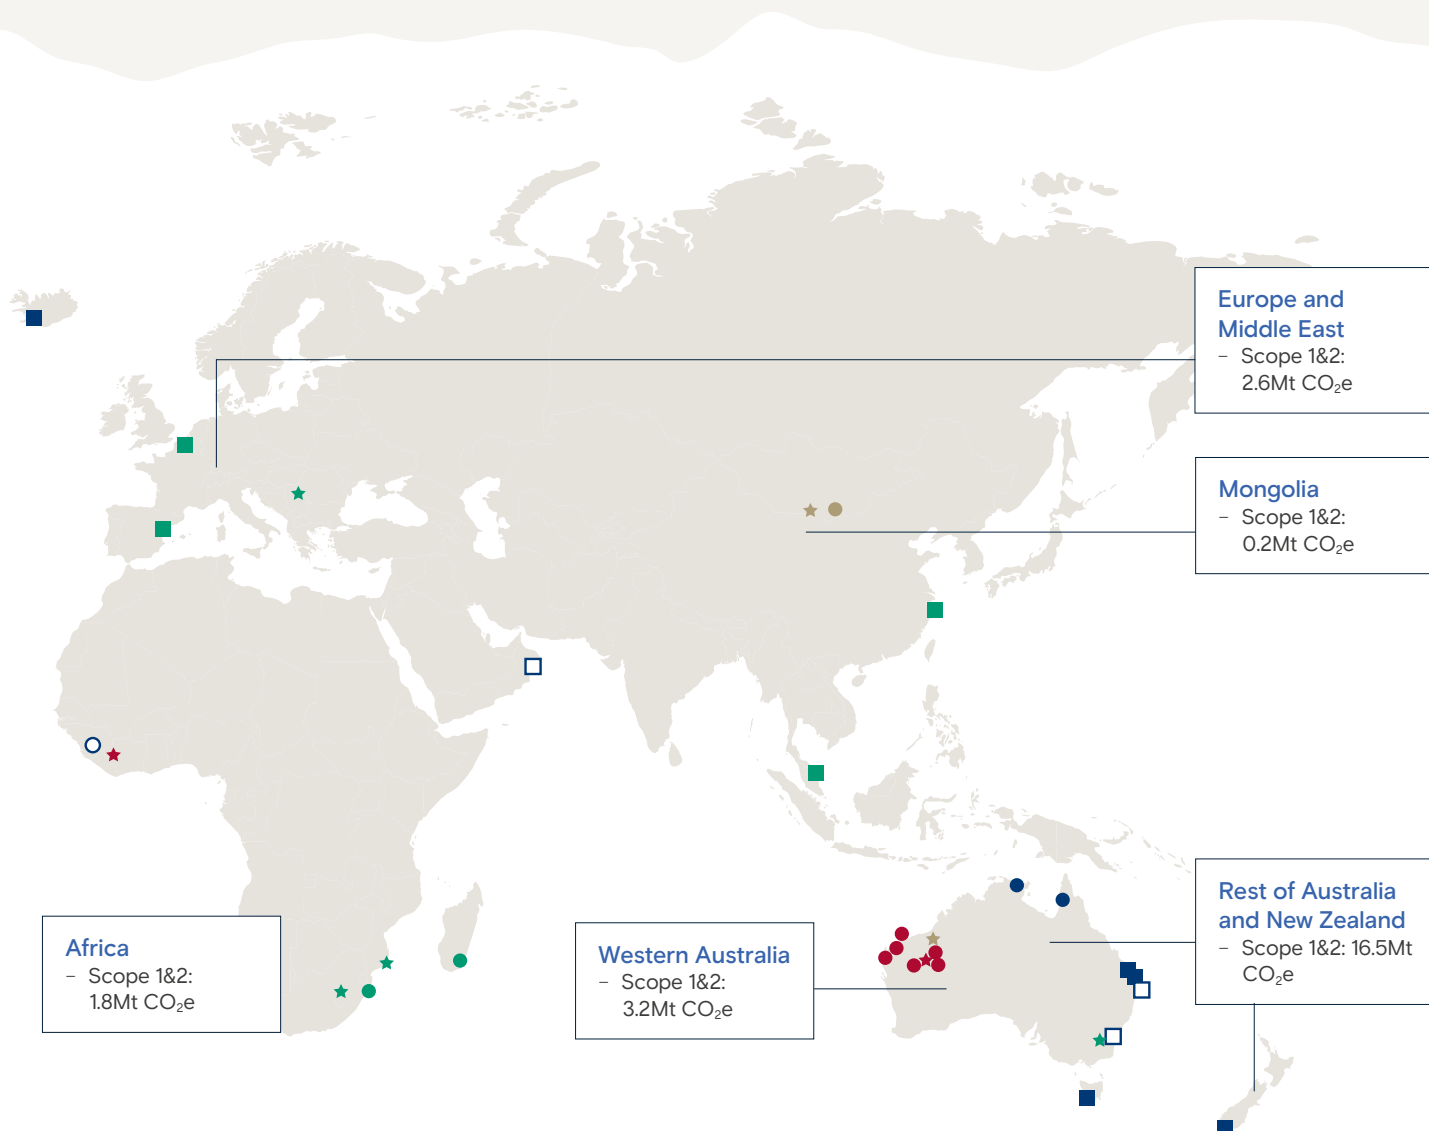 Europe and
Middle East
– Scope 1&2:
2.6Mt CO₂e
Mongolia
– Scope 1&2:
0.2Mt CO₂e
Rest of Australia
and New Zealand
– Scope 1&2: 16.5Mt
CO₂e
Africa
– Scope 1&2:
1.8Mt CO₂e
Western Australia
– Scope 1&2:
3.2Mt CO₂e